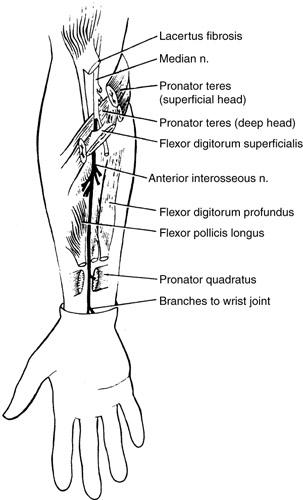 Lacertus fibrosis
Median n.
Pronator teres
(superficial head)
Pronator teres (deep head)
Flexor digitorum superficialis
Anterior interosseous n.
Flexor digitorum profundus
Flexor pollicis longus
Pronator quadratus
Branches to wrist joint